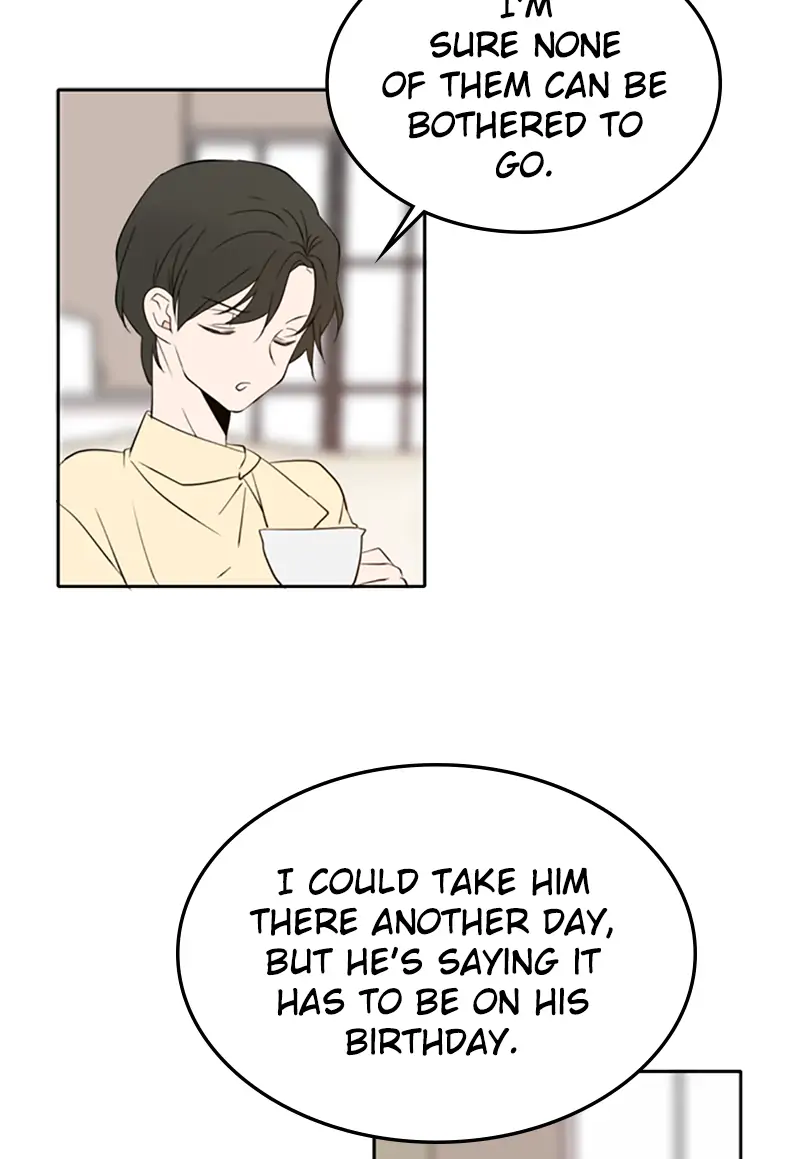 I'M
SURE NONE
OF THEM CAN BE
BOTHERED TO
GO.
I COULD TAKE HIM
THERE ANOTHER DAY,
BUT HE'S SAYING IT
HAS TO BE ON HIS
BIRTHDAY.